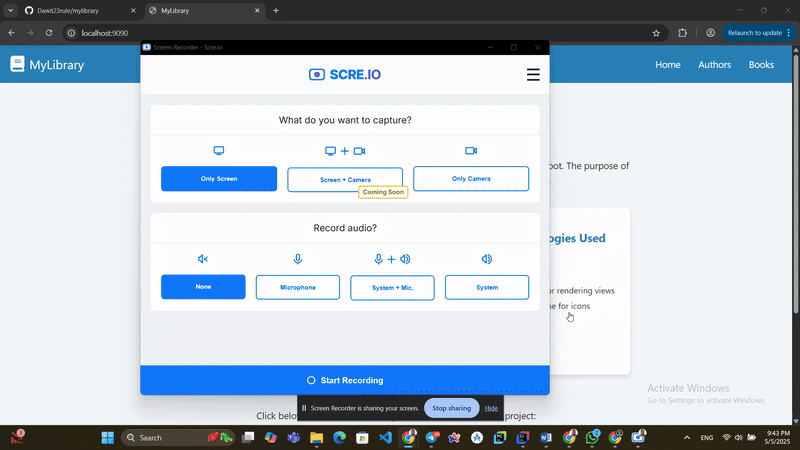 Dawit23rule/mylibrary
MyLibrary
localhost:9090
Relaunch to update
MyLibrary
Home
Authors
Books
Screen Recorder - Scre.io
SCRE.IO
What do you want to capture?
Only Screen
Screen + Camera
Only Camera
Coming Soon
Record audio?
None
Microphone
System + Mic.
System
Start Recording
oot. The purpose of
ogies Used
or rendering views
ne for icons
Screen Recorder is sharing your screen.
Stop sharing
Hide
Click belo
project:
Activate Windows
Go to Settings to activate Windows.
3
Search
ENG
9:43 PM
5/5/2025